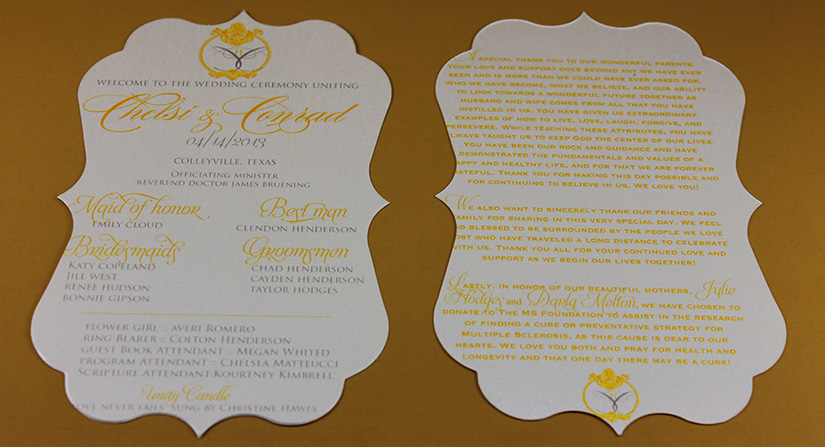 WELCOME TO THE WEDDING CEREMONY UNITING
Chelsi & Conrad
04/14/2013
COLLEYVILLE, TEXAS
OFFICIATING MINISTER
REVEREND DOCTOR JAMES BRUENING
Maid of honor
EMILY CLOUD
Best man
CLENDON HENDERSON
Bridesmaids
KATY COPELAND
JILL WEST
RENEE HUDSON
BONNIE GIPSON
Groomsmen
CHAD HENDERSON
CAYDEN HENDERSON
TAYLOR HODGES
FLOWER GIRL :: AVERI ROMERO
RING BEARER :: COLTON HENDERSON
GUEST BOOK ATTENDANT :: MEGAN WHITED
PROGRAM ATTENDANT :: CHELSEA MATTEUCCI
SCRIPTURE ATTENDANT:KOURTNEY KIMBRELL
Unity Candle
LOVE NEVER FAILS" SUNG BY CHRISTINE HAWES
A SPECIAL THANK YOU TO OUR WONDERFUL PARENTS.
YOUR LOVE AND SUPPORT GOES BEYOND ANY WE HAVE EVER
SEEN AND IS MORE THAN WE COULD HAVE EVER ASKED FOR.
WHO WE HAVE BECOME, WHAT WE BELIEVE, AND OUR ABILITY
TO LOOK TOWARDS A WONDERFUL FUTURE TOGETHER AS
HUSBAND AND WIFE COMES FROM ALL THAT YOU HAVE
INSTILLED IN US. YOU HAVE GIVEN US EXTRAORDINARY
EXAMPLES OF HOW TO LIVE, LOVE, LAUGH, FORGIVE, AND
PERSEVERE. WHILE TEACHING THESE ATTRIBUTES, YOU HAVE
ALWAYS TAUGHT US TO KEEP GOD THE CENTER OF OUR LIVES.
YOU HAVE BEEN OUR ROCK AND GUIDANCE AND HAVE
DEMONSTRATED THE FUNDAMENTALS AND VALUES OF A
HAPPY AND HEALTHY LIFE, AND FOR THAT WE ARE FOREVER
GRATEFUL. THANK YOU FOR MAKING THIS DAY POSSIBLE AND
FOR CONTINUING TO BELIEVE IN US. WE LOVE YOU!
WE ALSO WANT TO SINCERELY THANK OUR FRIENDS AND
FAMILY FOR SHARING IN THIS VERY SPECIAL DAY. WE FEEL
SO BLESSED TO BE SURROUNDED BY THE PEOPLE WE LOVE
MOST WHO HAVE TRAVELED A LONG DISTANCE TO CELEBRATE
WITH US. THANK YOU ALL FOR YOUR CONTINUED LOVE AND
SUPPORT AS WE BEGIN OUR LIVES TOGETHER!
LASTLY, IN HONOR OF OUR BEAUTIFUL MOTHERS, Julie
Hodges AND Darla Melton, WE HAVE CHOSEN TO
DONATE TO THE MS FOUNDATION TO ASSIST IN THE RESEARCH
OF FINDING A CURE OR PREVENTATIVE STRATEGY FOR
MULTIPLE SCLEROSIS, AS THIS CAUSE IS DEAR TO OUR
HEARTS. WE LOVE YOU BOTH AND PRAY FOR HEALTH AND
LONGEVITY AND THAT ONE DAY THERE MAY BE A CURE!